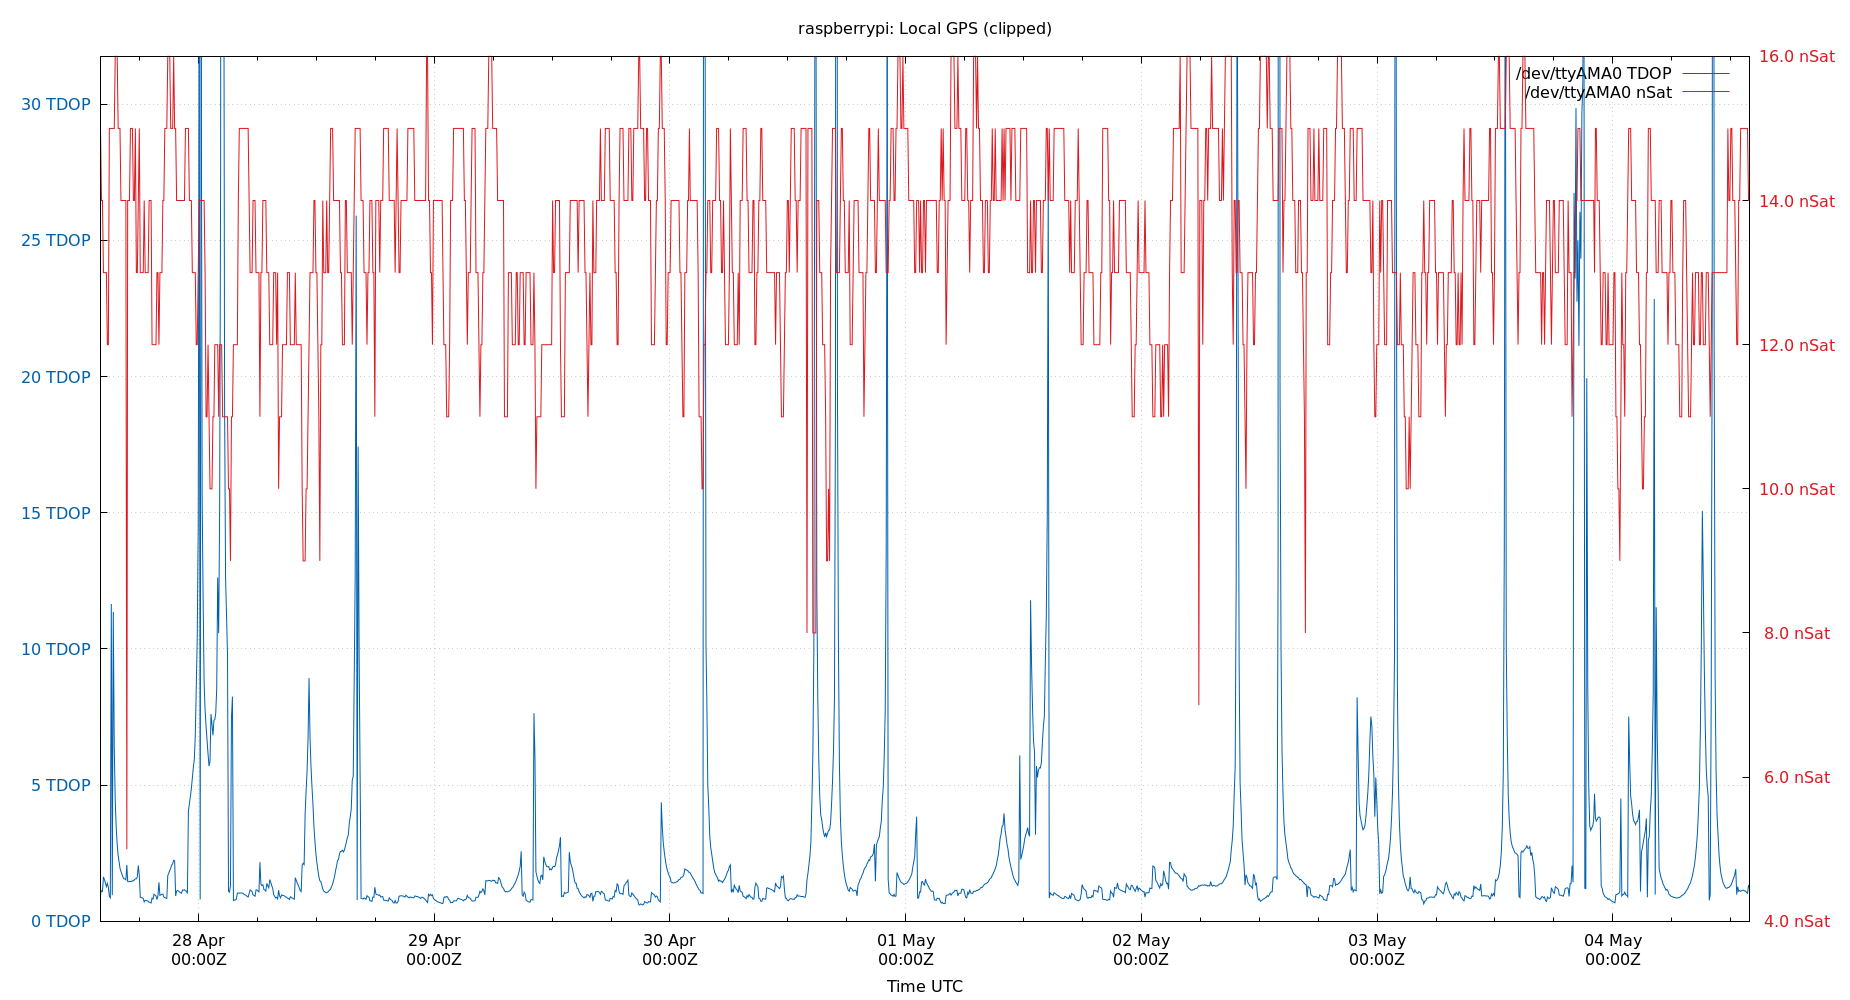 raspberrypi: Local GPS (clipped)
/dev/ttyAMA0 TDOP
/dev/ttyAMA0 nSat
30 TDOP
25 TDOP
20 TDOP
15 TDOP
10 TDOP
5 TDOP
0 TDOP
16.0 nSat
14.0 nSat
12.0 nSat
10.0 nSat
8.0 nSat
6.0 nSat
4.0 nSat
28 Apr
00:00Z
29 Apr
00:00Z
30 Apr
00:00Z
01 May
00:00Z
02 May
00:00Z
03 May
00:00Z
04 May
00:00Z
Time UTC